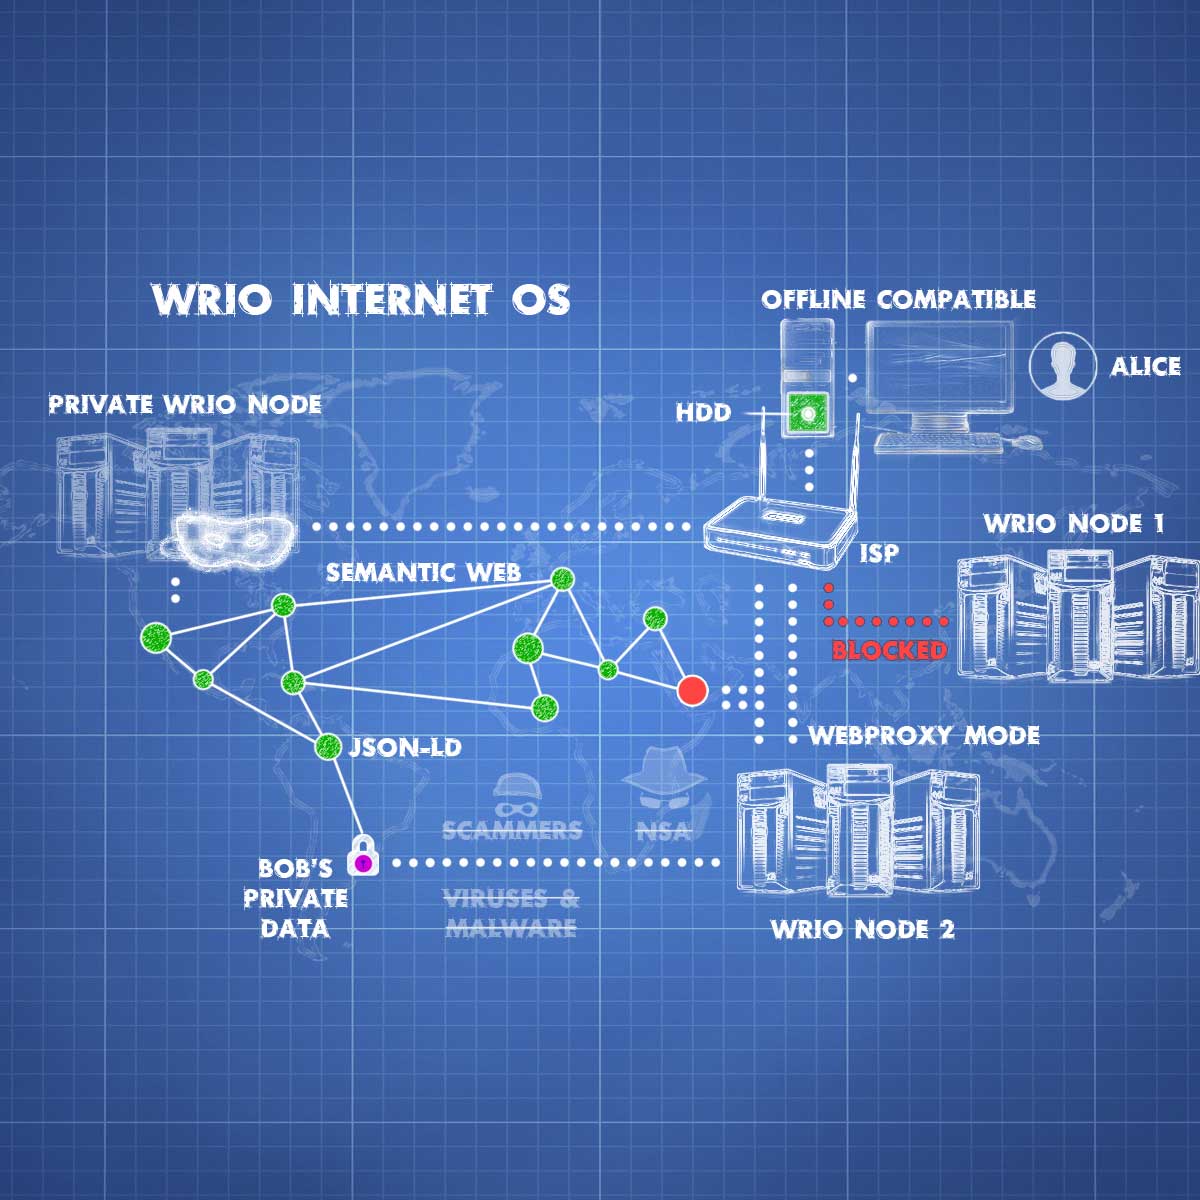 WRIO INTERNET OS
OFFLINE COMPATIBLE
ALICE
PRIVATE WRIO NODE
HDD
WRIO NODE 1
ISP
SEMANTIC WEB
BLOCKED
WEBPROXY MODE
JSON-LD
SCAMMERS
NSA
BOB'S
PRIVATE
DATA
VIRUSES &
MALWARE
WRIO NODE 2